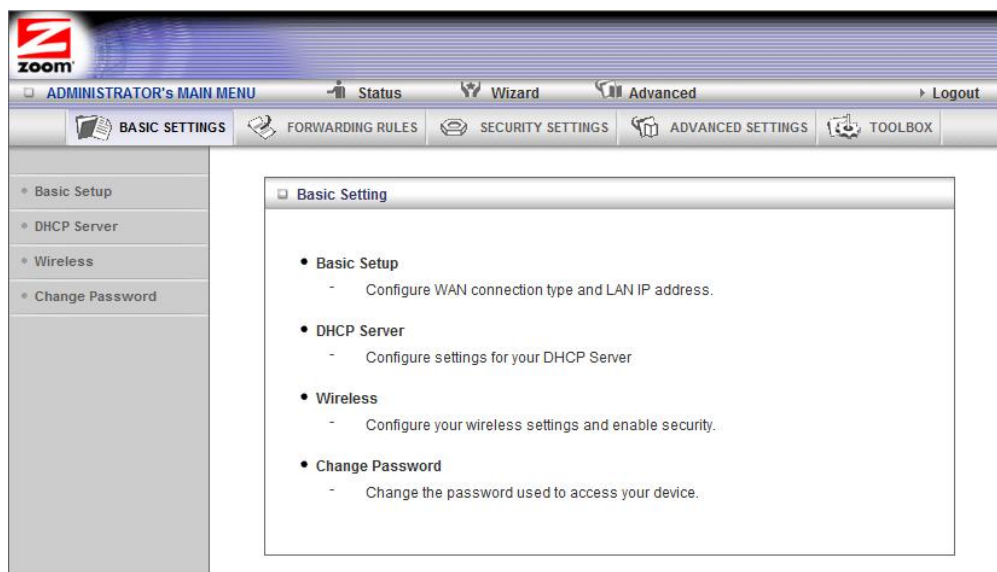 zoom
ADMINISTRATOR's MAIN MENU Status Wizard Advanced Logout
BASIC SETTINGS FORWARDING RULES SECURITY SETTINGS ADVANCED SETTINGS TOOLBOX
Basic Setup
DHCP Server
Wireless
Change Password
Basic Setting
• Basic Setup
- Configure WAN connection type and LAN IP address.
• DHCP Server
- Configure settings for your DHCP Server
• Wireless
- Configure your wireless settings and enable security.
• Change Password
- Change the password used to access your device.